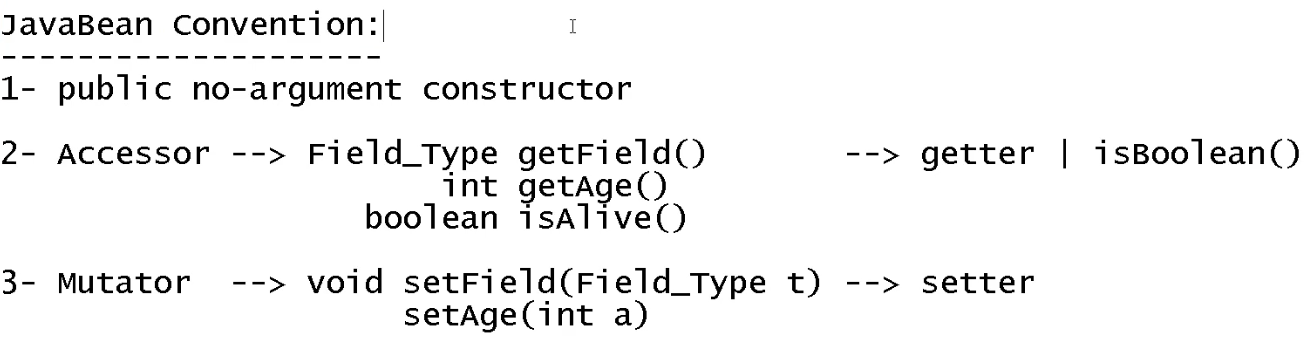 JavaBean Convention:
--------------------
1- public no-argument constructor
2- Accessor --> Field_Type getField() --> getter | isBoolean()
int getAge()
boolean isAlive()
3- Mutator --> void setField(Field_Type t) --> setter
setAge(int a)